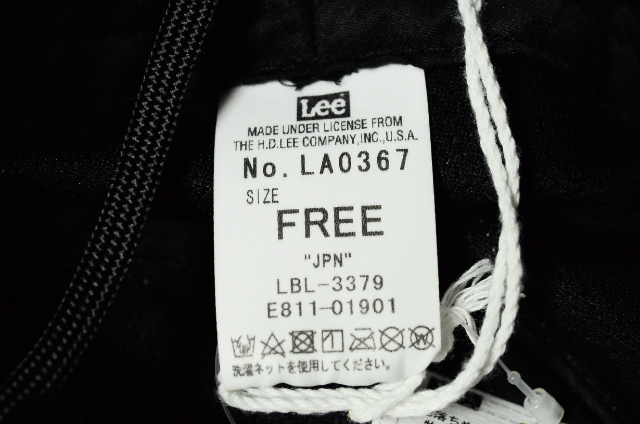 Lee
MADE UNDER LICENSE FROM
THE H.D.LEE COMPANY,INC.,U.S.A.
No. LA0367
SIZE
FREE
"JPN"
LBL-3379
E811-01901
洗濯ネットを使用してください。